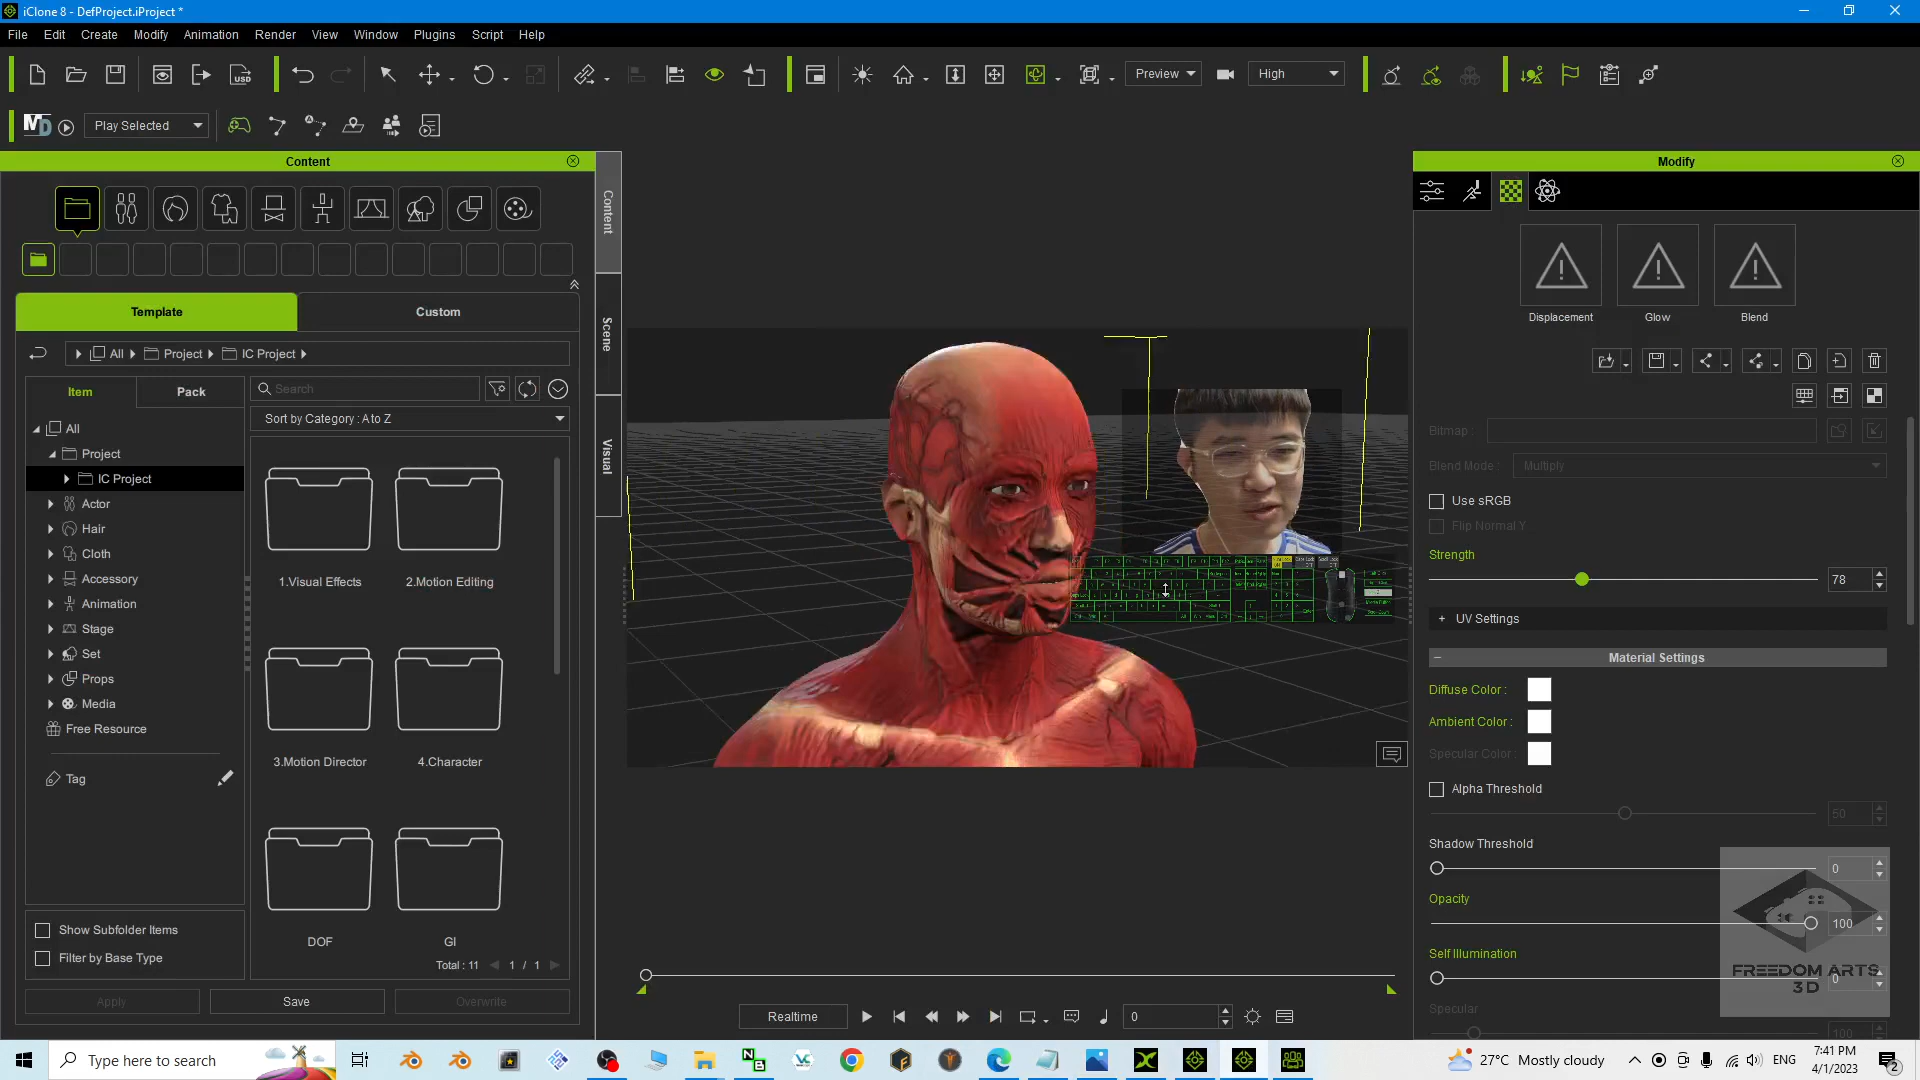 iClone 8 - DefProject.iProject *
File Edit Create Modify Animation Render View Window Plugins Script Help
Preview High
MD Play Selected
Content
Template Custom
All Project IC Project
Item Pack Search
Sort by Category : A to Z
All
Project
IC Project
Actor
Hair
Cloth
Accessory
Animation
Stage
Set
Props
Media
Free Resource
Tag
1.Visual Effects 2.Motion Editing
3.Motion Director 4.Character
DOF GI
Show Subfolder Items
Filter by Base Type
Total : 11 1 / 1
Apply Save Overwrite
Content
Scene
Visual
Realtime 0
Modify
Displacement Glow Blend
Bitmap :
Blend Mode : Multiply
Use sRGB
Flip Normal Y
Strength
78
+ UV Settings
Material Settings
Diffuse Color :
Ambient Color :
Specular Color :
Alpha Threshold
50
Shadow Threshold
0
Opacity
100
Self Illumination
0
Specular
100
FREEDOM ARTS
3D
Type here to search
27°C Mostly cloudy ENG 7:41 PM
4/1/2023
2